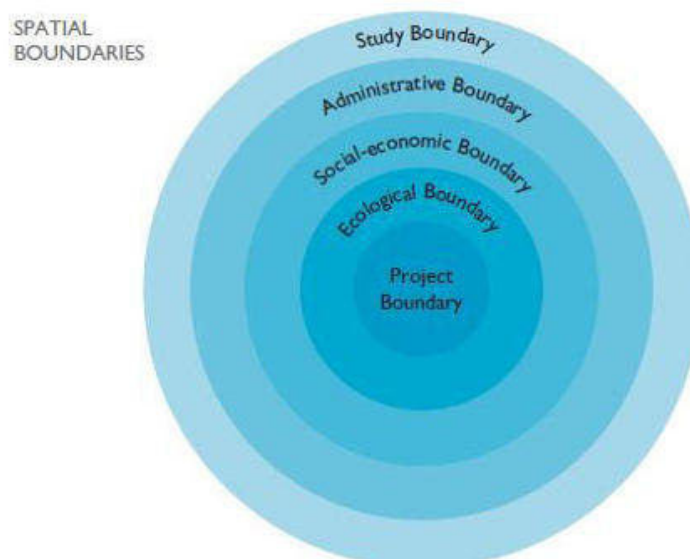 SPATIAL
BOUNDARIES
Study Boundary
Administrative Boundary
Social-economic Boundary
Ecological Boundary
Project
Boundary